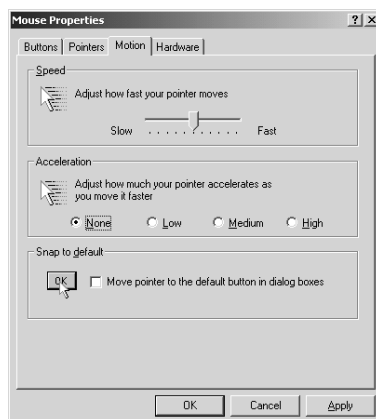 Mouse Properties
Buttons Pointers Motion Hardware
Speed
Adjust how fast your pointer moves
Slow Fast
Acceleration
Adjust how much your pointer accelerates as
you move it faster
None Low Medium High
Snap to default
OK Move pointer to the default button in dialog boxes
OK Cancel Apply